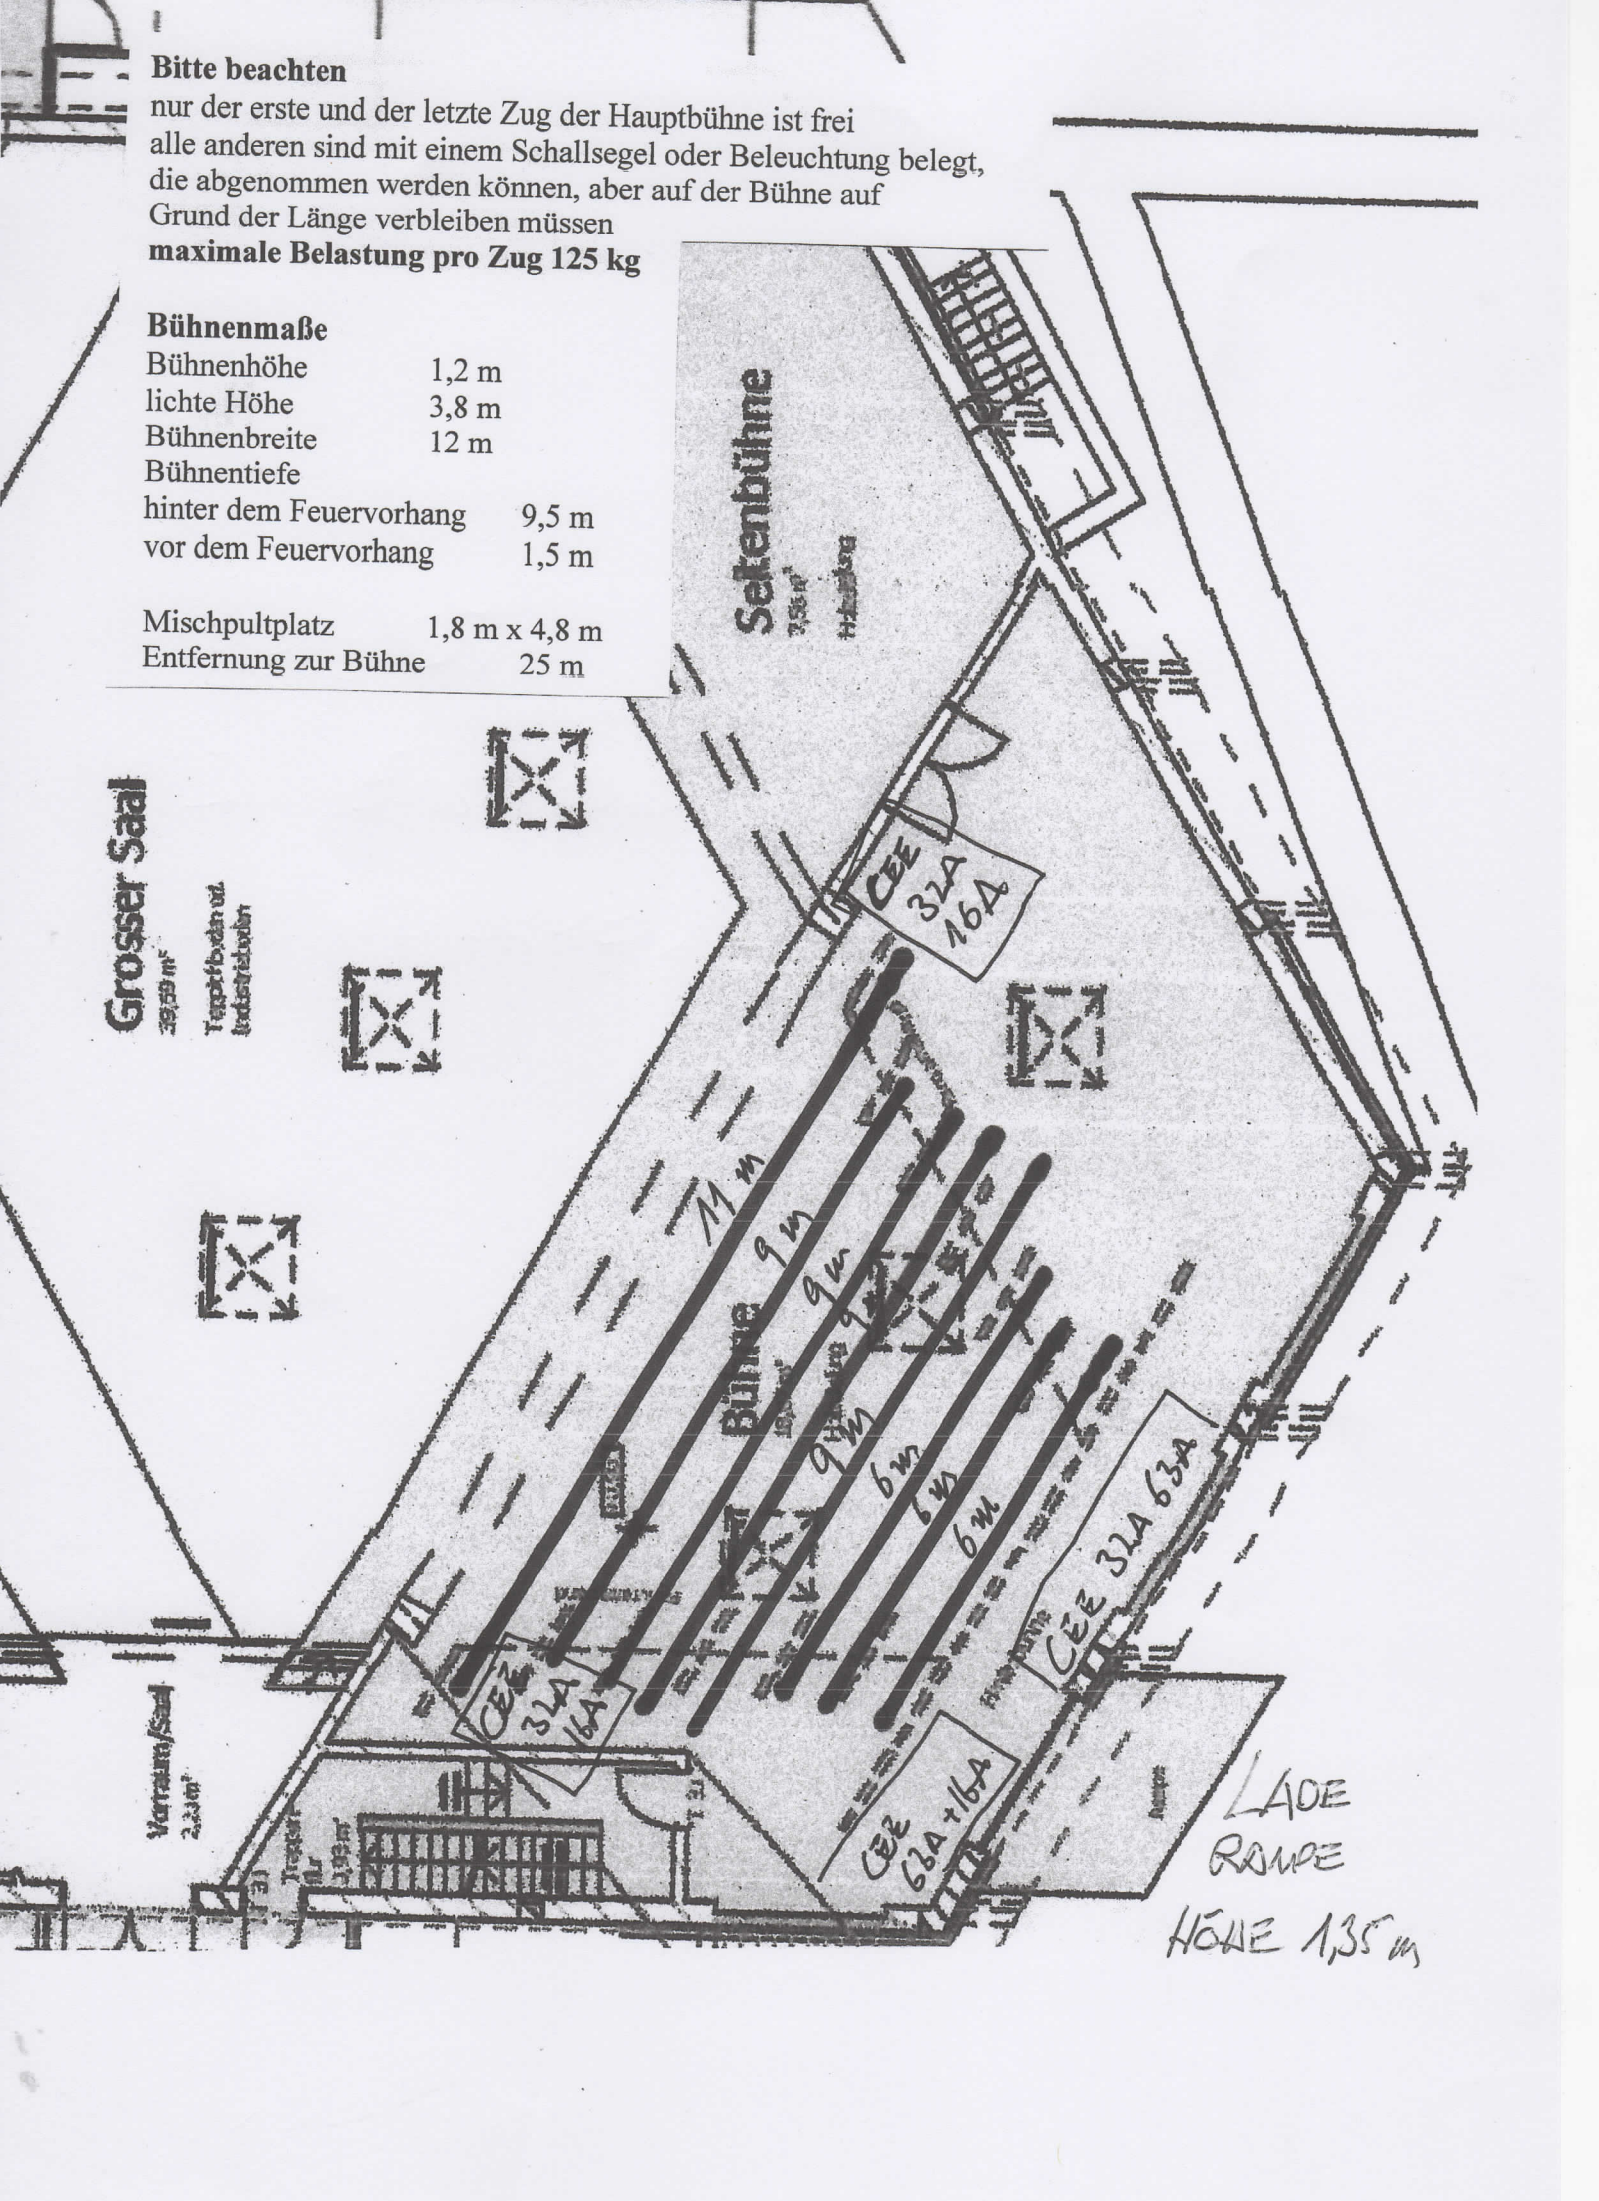 Bitte beachten
nur der erste und der letzte Zug der Hauptbühne ist frei
alle anderen sind mit einem Schallsegel oder Beleuchtung belegt,
die abgenommen werden können, aber auf der Bühne auf
Grund der Länge verbleiben müssen
maximale Belastung pro Zug 125 kg
Bühnenmaße
Bühnenhöhe 1,2 m
lichte Höhe 3,8 m
Bühnenbreite 12 m
Bühnentiefe
hinter dem Feuervorhang 9,5 m
vor dem Feuervorhang 1,5 m
Mischpultplatz 1,8 m x 4,8 m
Entfernung zur Bühne 25 m
Seitenbühne
Grosser Saal
CEE
32A
16A
11 m
9 m
9 m
9 m
9 m
6 m
6 m
6 m
Bühne
CEE 32A 63A
CEE
32A
16A
CEE
63A + 16A
Vorraum/Saal
LADE
RAMPE
HÖHE 1,35 m